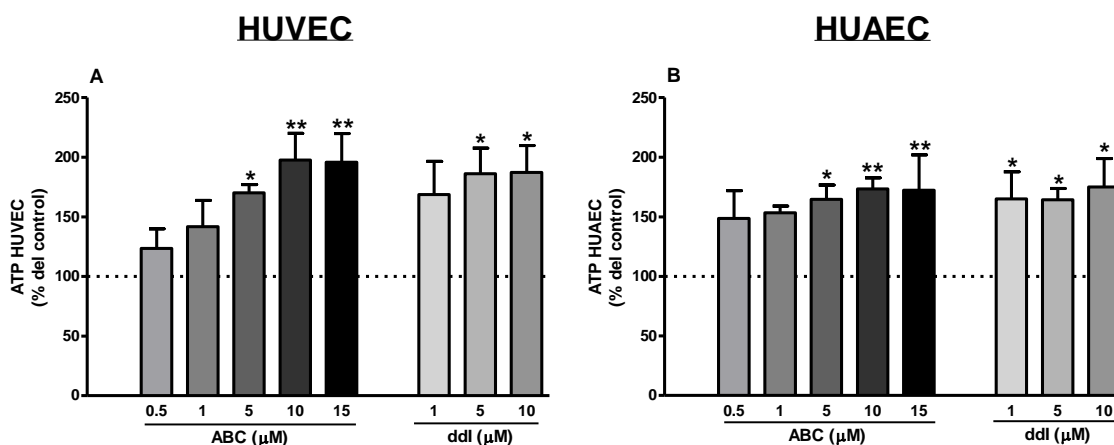 HUVEC
HUAEC
A
ATP HUVEC
(% del control)
250
200
150
100
50
0
* ** ** * *
0.5 1 5 10 15 1 5 10
ABC (μM) ddI (μM)
B
ATP HUAEC
(% del control)
250
200
150
100
50
0
* ** ** * * *
0.5 1 5 10 15 1 5 10
ABC (μM) ddI (μM)